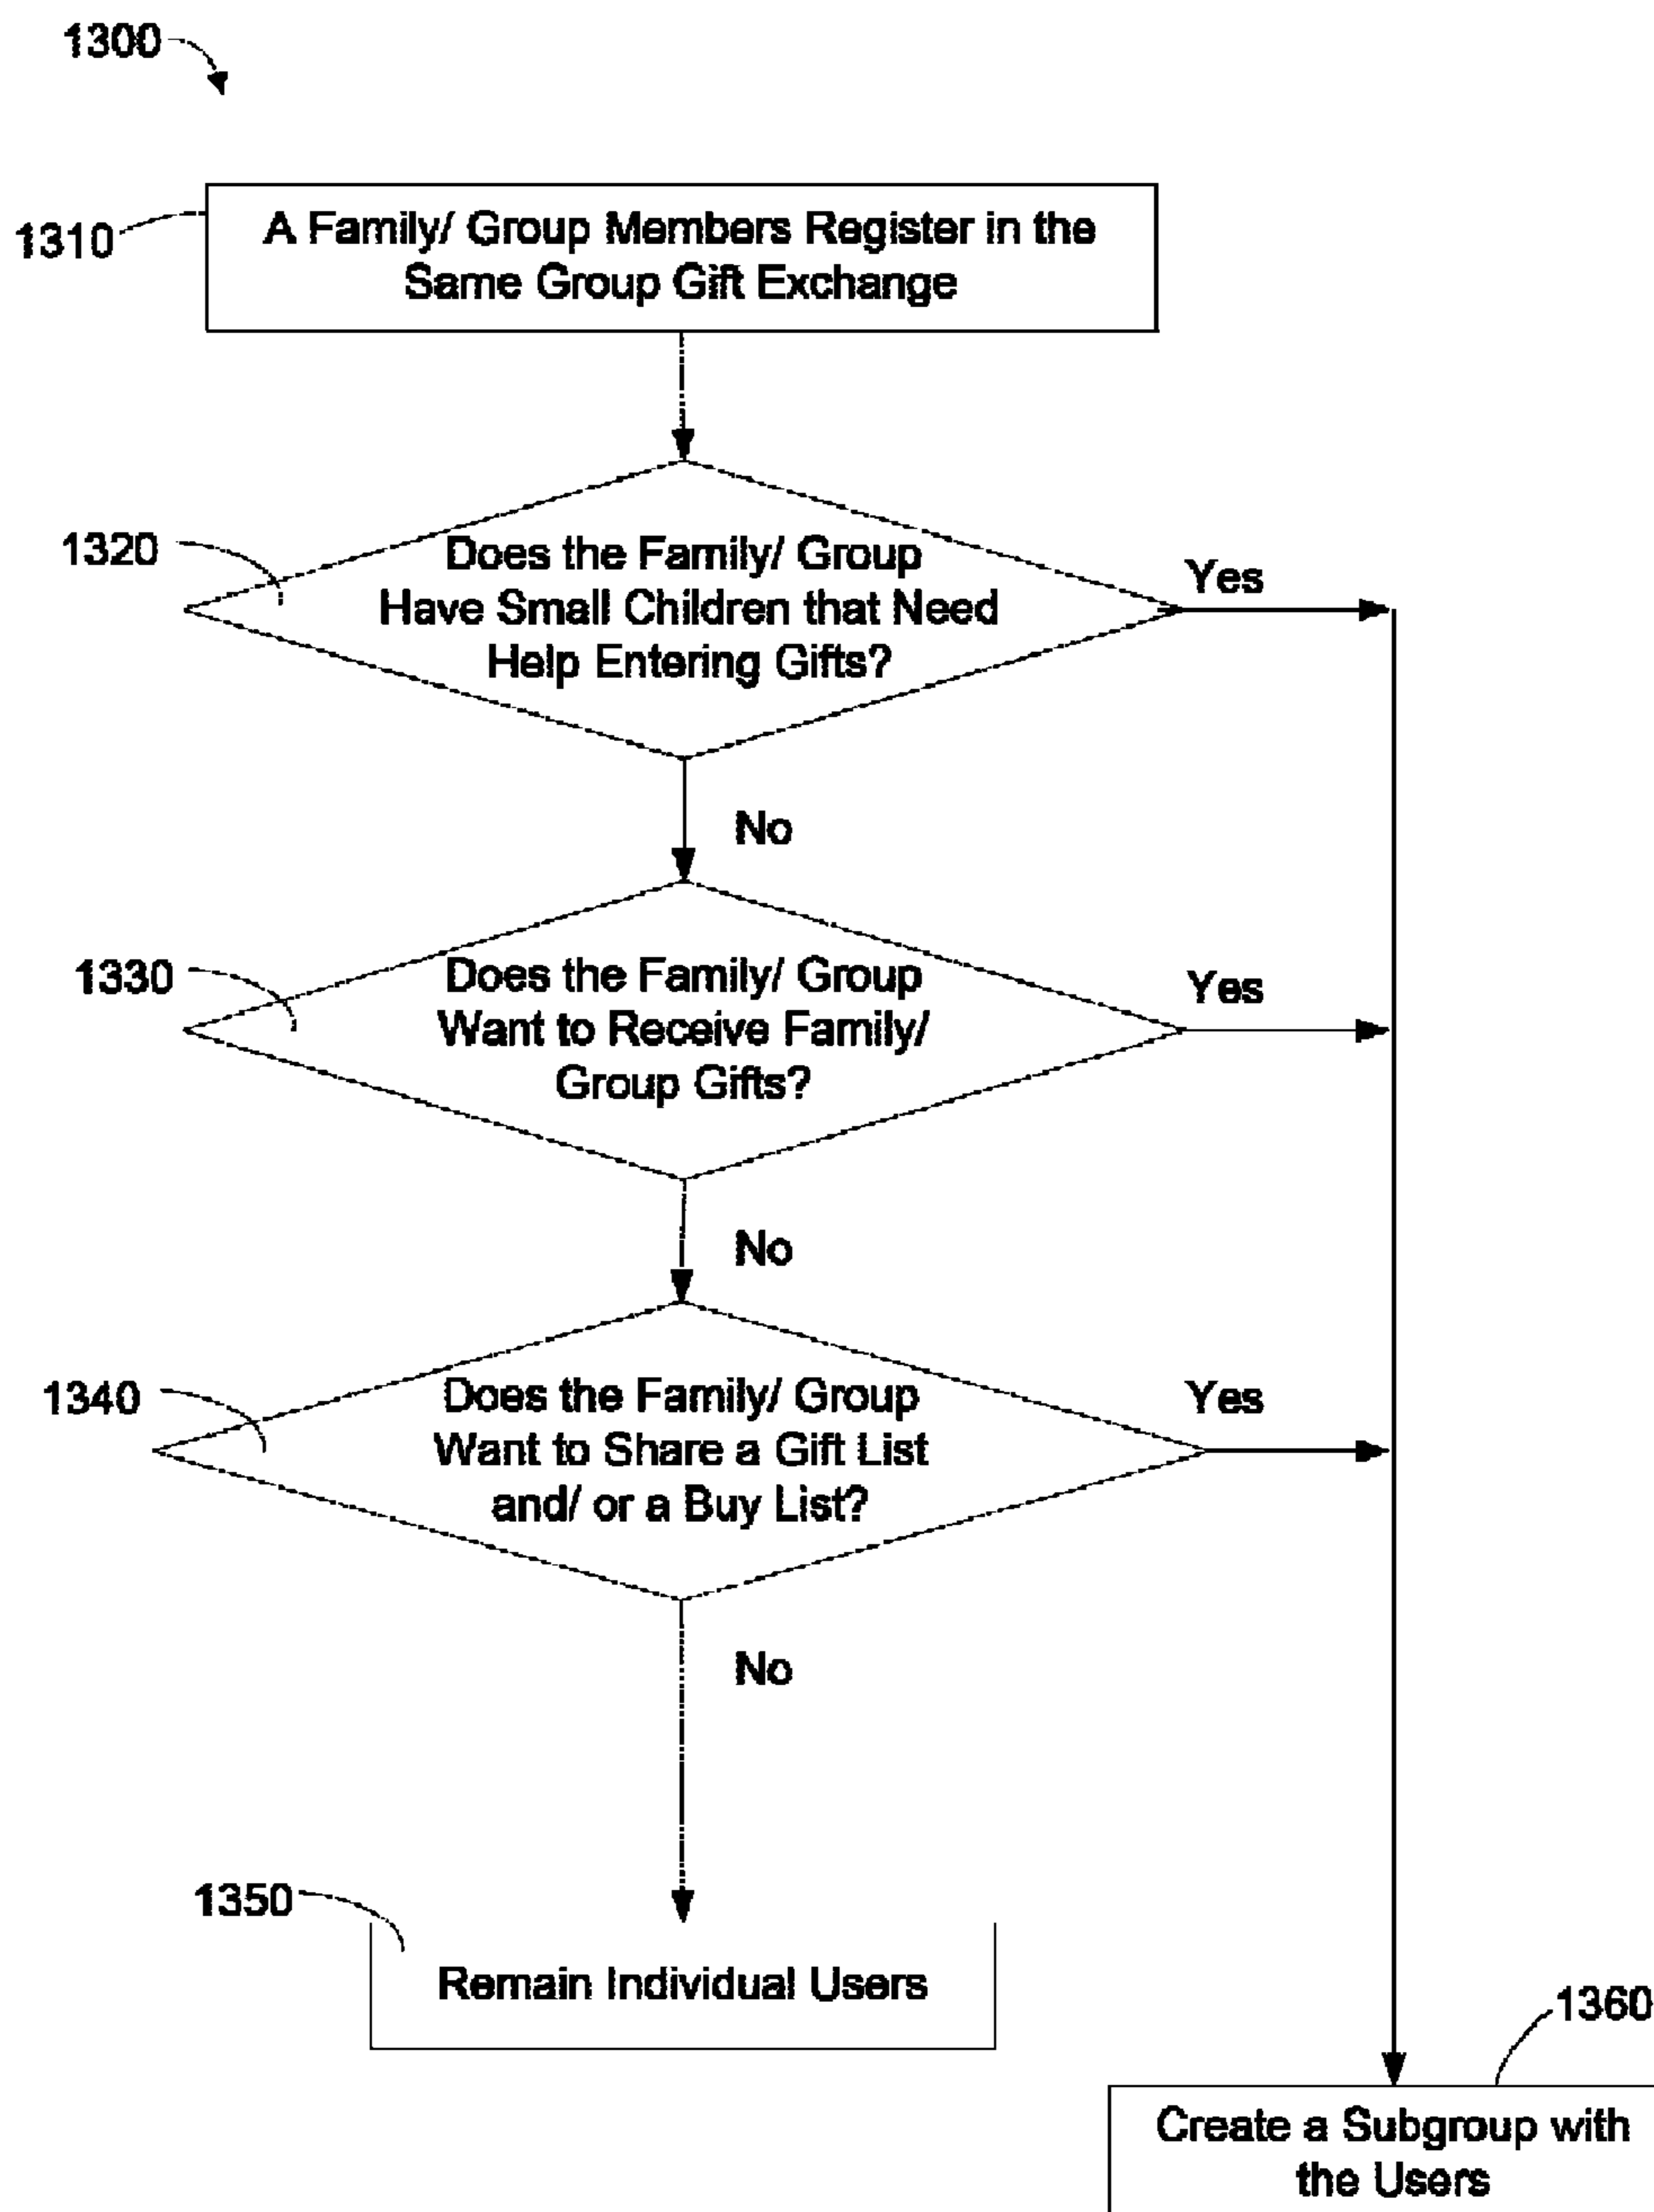 1300
1310
A Family/ Group Members Register in the
Same Group Gift Exchange
1320
Does the Family/ Group
Have Small Children that Need
Help Entering Gifts?
Yes
No
1330
Does the Family/ Group
Want to Receive Family/
Group Gifts?
Yes
No
1340
Does the Family/ Group
Want to Share a Gift List
and/ or a Buy List?
Yes
No
1350
Remain Individual Users
1360
Create a Subgroup with
the Users